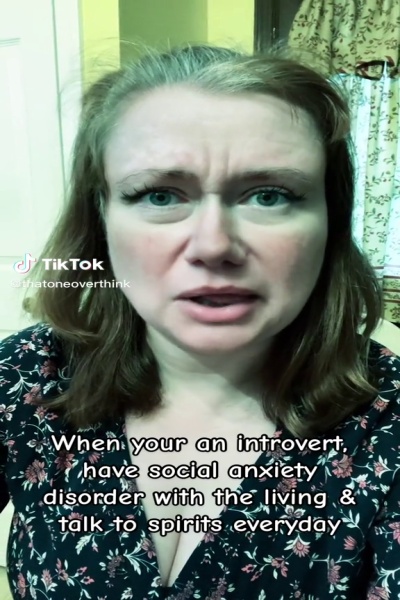 TikTok
@thatoneoverthink
When your an introvert,
have social anxiety
disorder with the living &
talk to spirits everyday